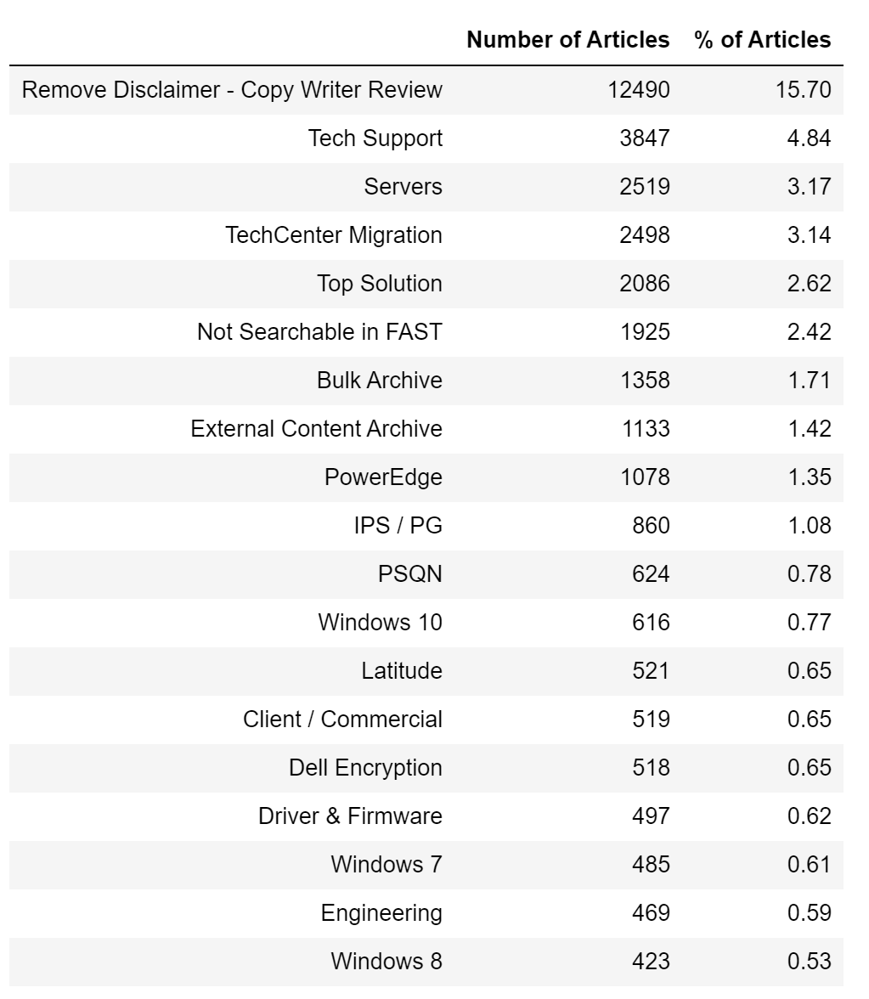 Number of Articles % of Articles
Remove Disclaimer - Copy Writer Review 12490 15.70
Tech Support 3847 4.84
Servers 2519 3.17
TechCenter Migration 2498 3.14
Top Solution 2086 2.62
Not Searchable in FAST 1925 2.42
Bulk Archive 1358 1.71
External Content Archive 1133 1.42
PowerEdge 1078 1.35
IPS / PG 860 1.08
PSQN 624 0.78
Windows 10 616 0.77
Latitude 521 0.65
Client / Commercial 519 0.65
Dell Encryption 518 0.65
Driver & Firmware 497 0.62
Windows 7 485 0.61
Engineering 469 0.59
Windows 8 423 0.53